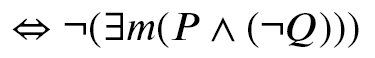 ⇔ ¬(∃m(P ∧ (¬Q)))